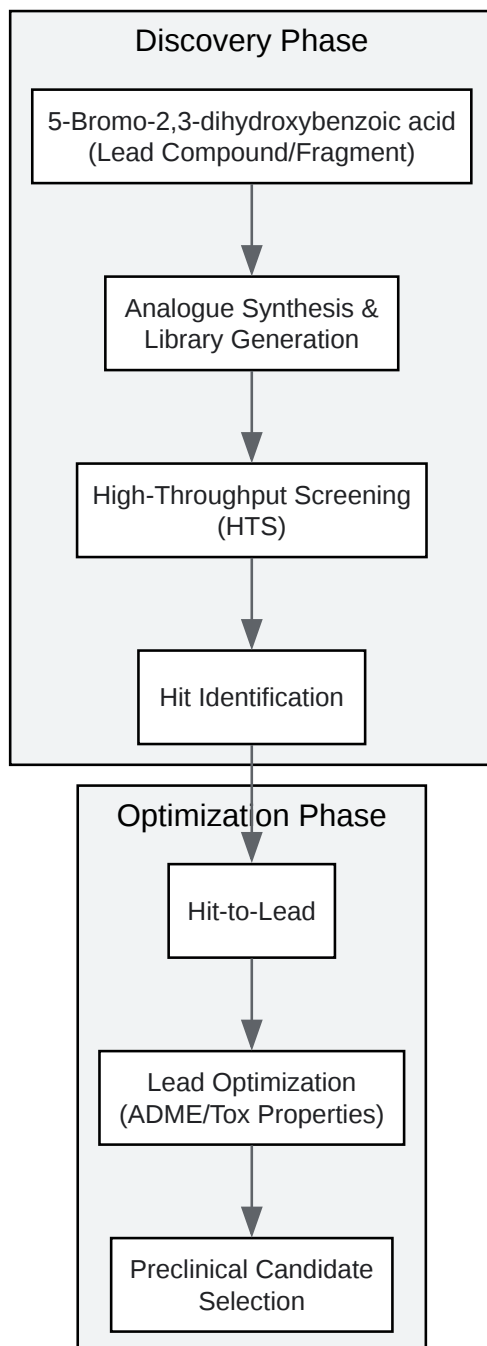 Discovery Phase
5-Bromo-2,3-dihydroxybenzoic acid
(Lead Compound/Fragment)
Analogue Synthesis &
Library Generation
High-Throughput Screening
(HTS)
Hit Identification
Optimization Phase
Hit-to-Lead
Lead Optimization
(ADME/Tox Properties)
Preclinical Candidate
Selection